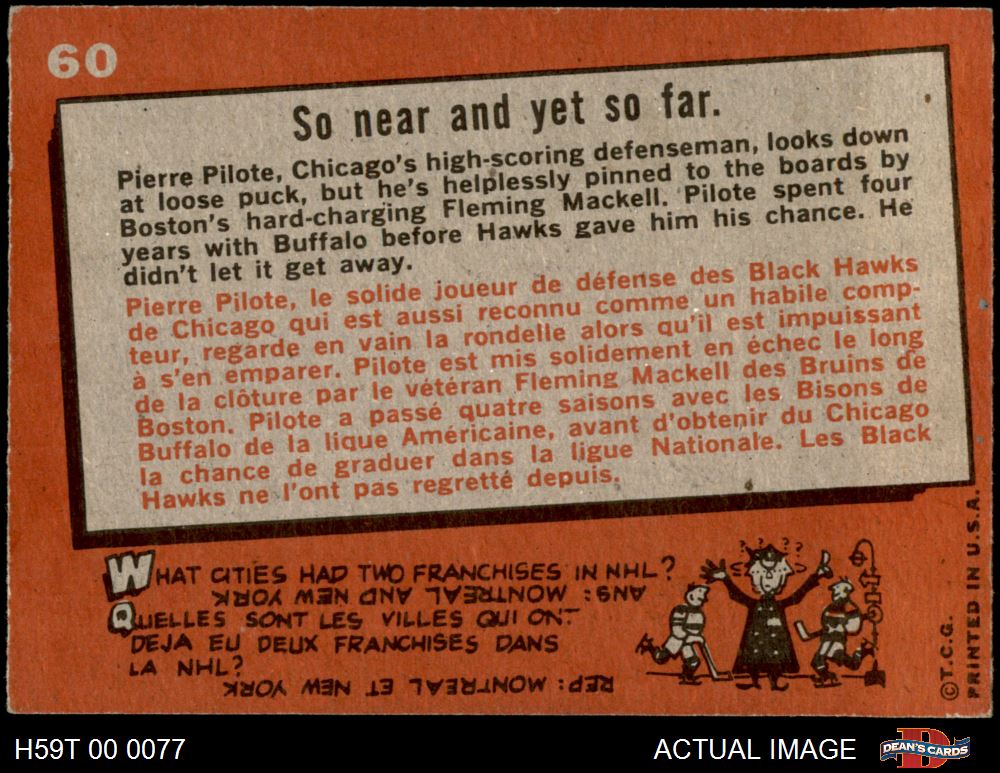 60
So near and yet so far.
Pierre Pilote, Chicago's high-scoring defenseman, looks down
at loose puck, but he's helplessly pinned to the boards by
Boston's hard-charging Fleming Mackell. Pilote spent four
years with Buffalo before Hawks gave him his chance. He
didn't let it get away.
Pierre Pilote, le solide joueur de défense des Black Hawks
de Chicago qui est aussi reconnu comme un habile comp-
teur, regarde en vain la rondelle alors qu'il est impuissant
à s'en emparer. Pilote est mis solidement en échec le long
de la clôture par le vétéran Fleming Mackell des Bruins de
Boston. Pilote a passé quatre saisons avec les Bisons de
Buffalo de la ligue Américaine, avant d'obtenir du Chicago
la chance de graduer dans la ligue Nationale. Les Black
Hawks ne l'ont pas regretté depuis.
WHAT CITIES HAD TWO FRANCHISES IN NHL?
ANS: MONTREAL AND NEW YORK
QUELLES SONT LES VILLES QUI ONT
DEJA EU DEUX FRANCHISES DANS
LA NHL?
REP: MONTREAL ET NEW YORK
? ? ? ?
© T.C.G. PRINTED IN U.S.A.
H59T 00 0077
ACTUAL IMAGE
DEAN'S CARDS